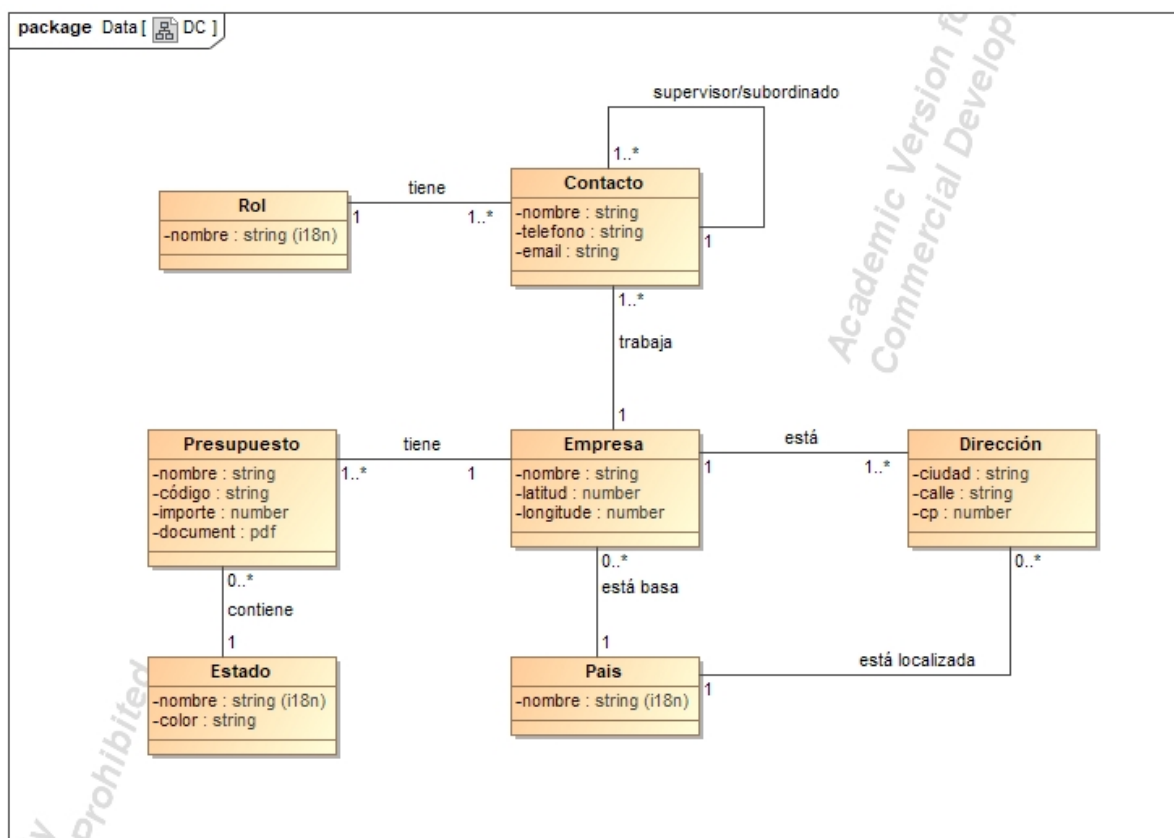 package Data [ DC ]
Academic Version for
Commercial Develop
supervisor/subordinado
1..*
1
Contacto
-nombre : string
-telefono : string
-email : string
tiene
1
1..*
Rol
-nombre : string (i18n)
1..*
trabaja
1
Presupuesto
-nombre : string
-código : string
-importe : number
-document : pdf
tiene
1..*
1
Empresa
-nombre : string
-latitud : number
-longitude : number
está
1
1..*
Dirección
-ciudad : string
-calle : string
-cp : number
0..*
contiene
1
0..*
está basa
1
0..*
está localizada
1
Estado
-nombre : string (i18n)
-color : string
Pais
-nombre : string (i18n)
Prohibited